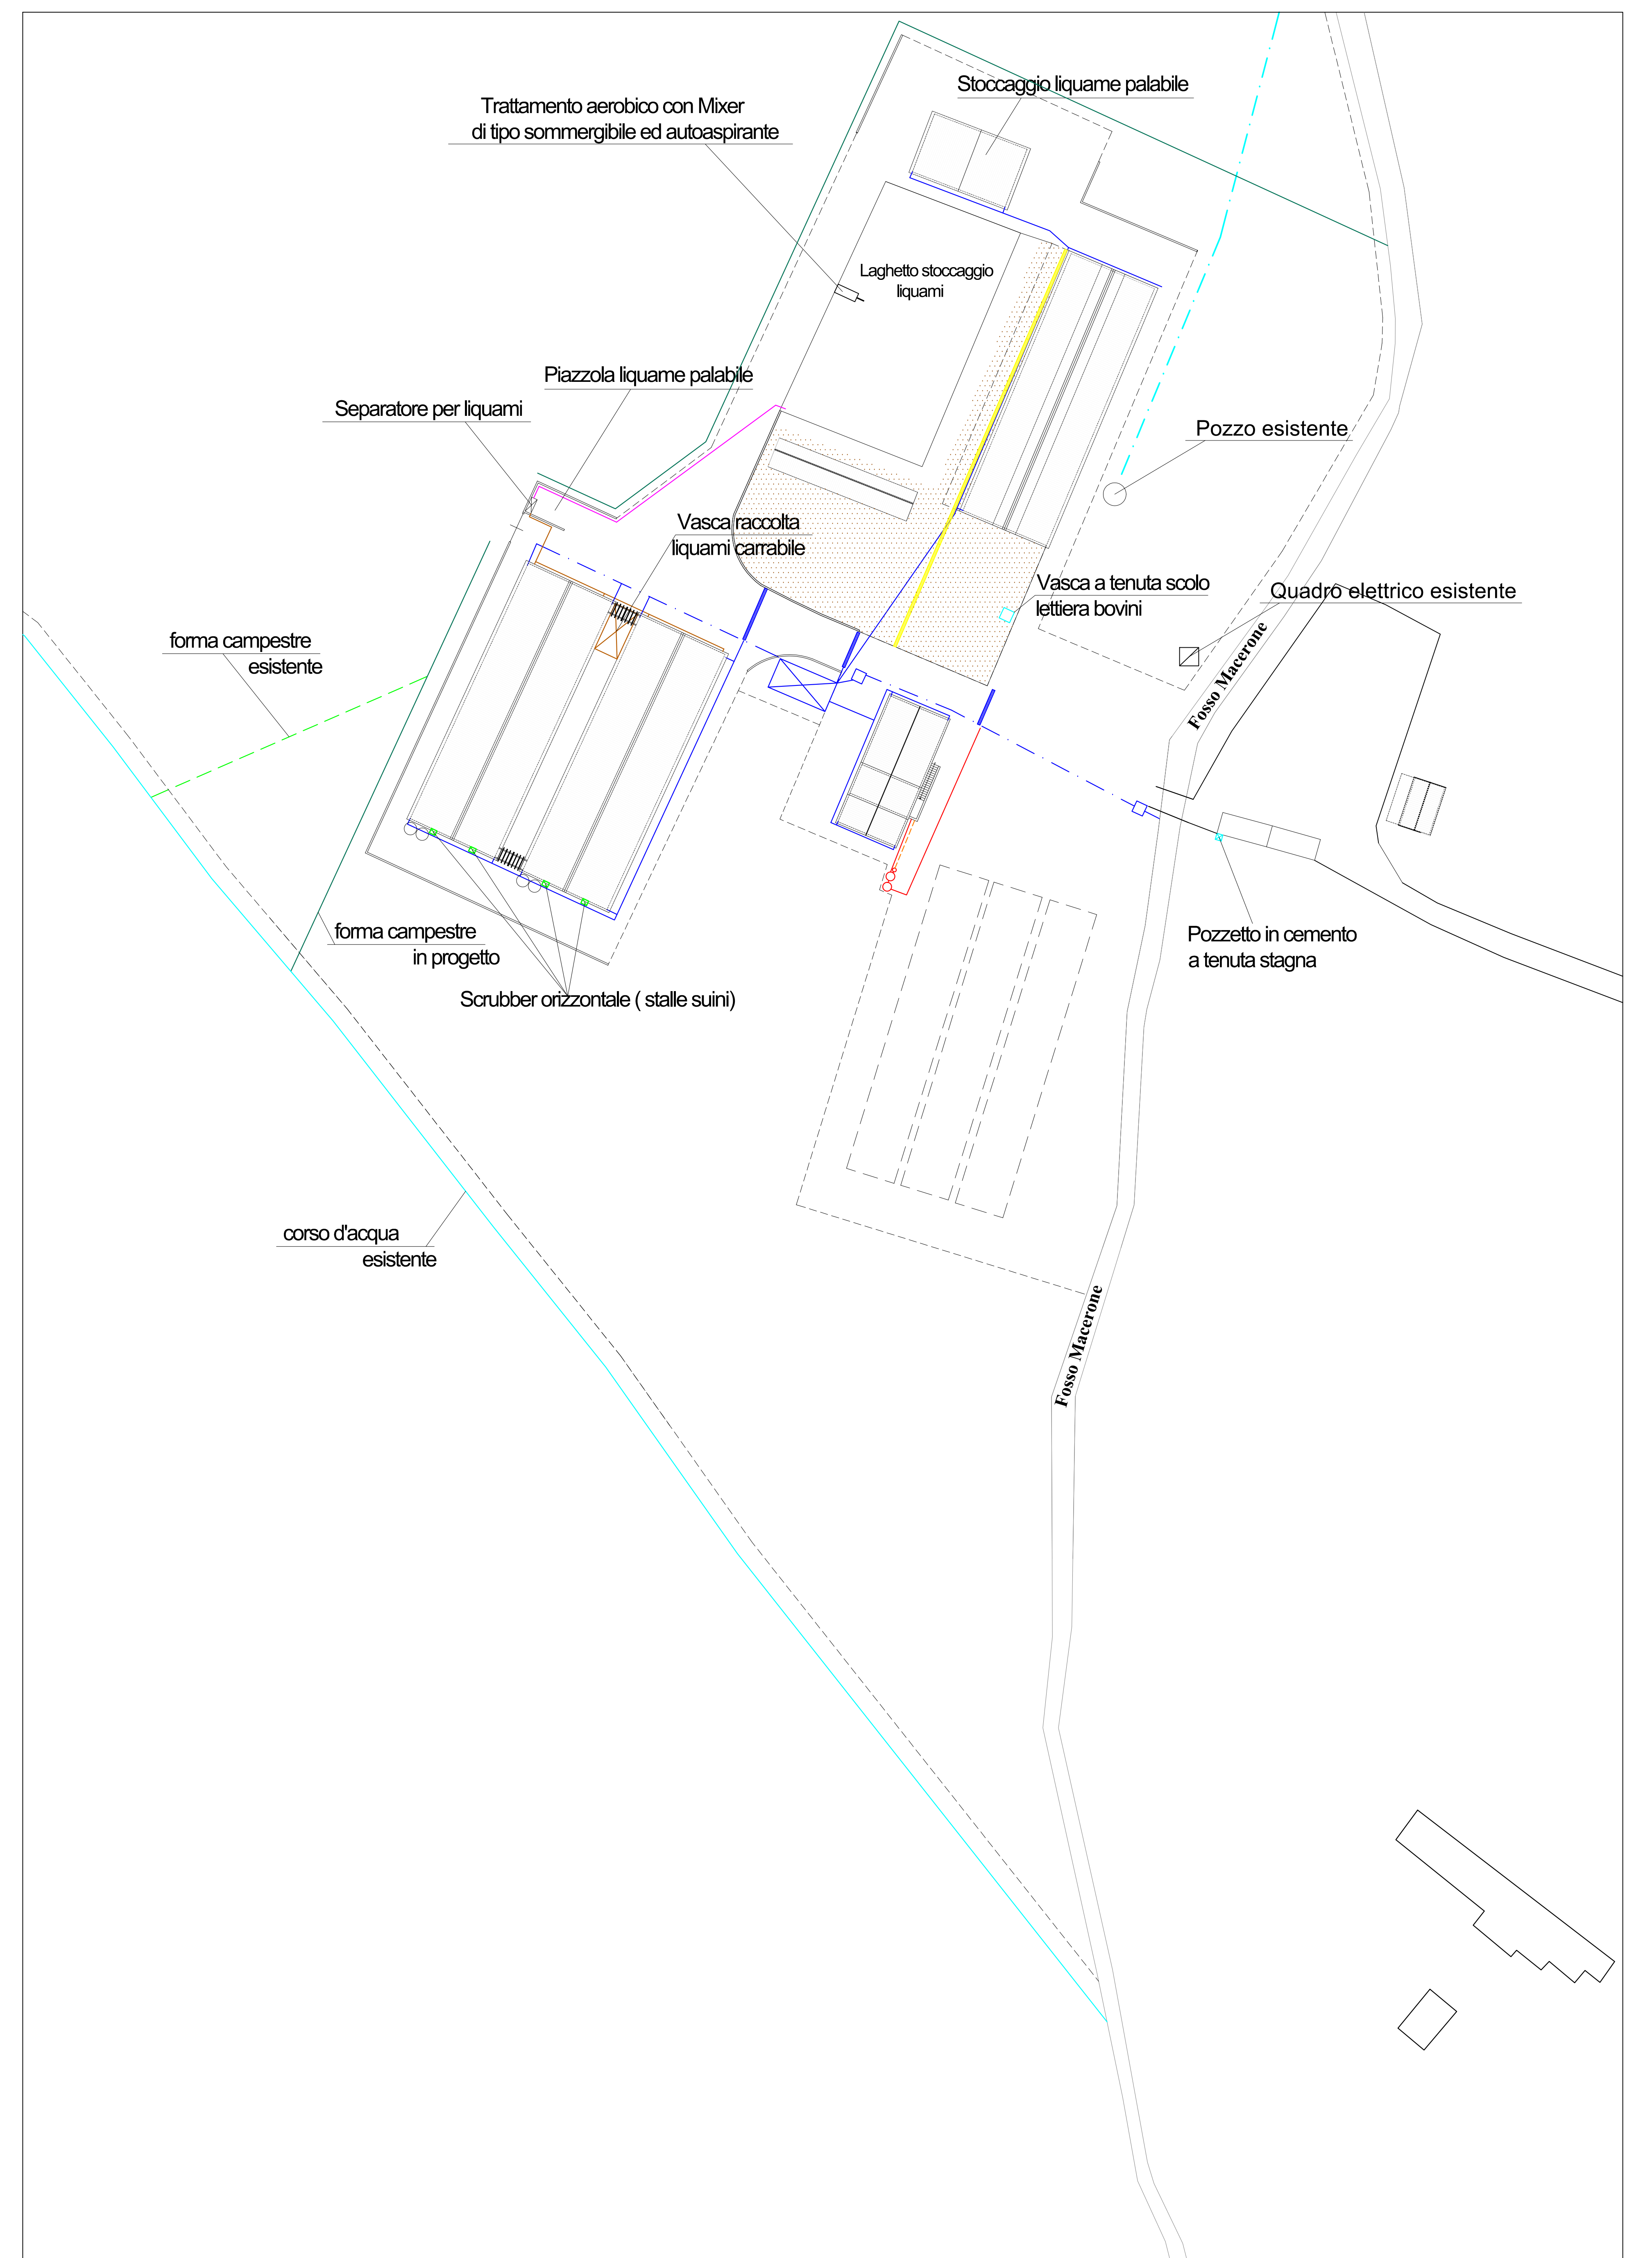 Stoccaggio liquame palabile
Trattamento aerobico con Mixer
di tipo sommergibile ed autoaspirante
Laghetto stoccaggio
liquami
Piazzola liquame palabile
Separatore per liquami
Pozzo esistente
Vasca raccolta
liquami carrabile
Vasca a tenuta scolo
lettiera bovini
Quadro elettrico esistente
forma campestre
esistente
Fosso Macerone
forma campestre
in progetto
Pozzetto in cemento
a tenuta stagna
Scrubber orizzontale ( stalle suini)
corso d'acqua
esistente
Fosso Macerone